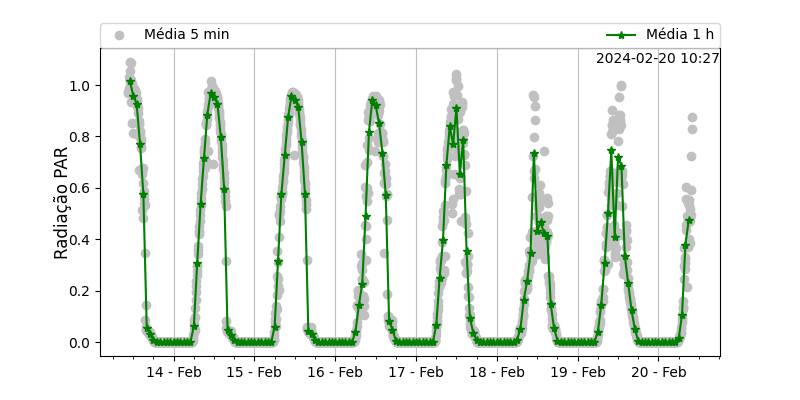 Média 5 min
Média 1 h
2024-02-20 10:27
Radiação PAR
1.0
0.8
0.6
0.4
0.2
0.0
14 - Feb
15 - Feb
16 - Feb
17 - Feb
18 - Feb
19 - Feb
20 - Feb